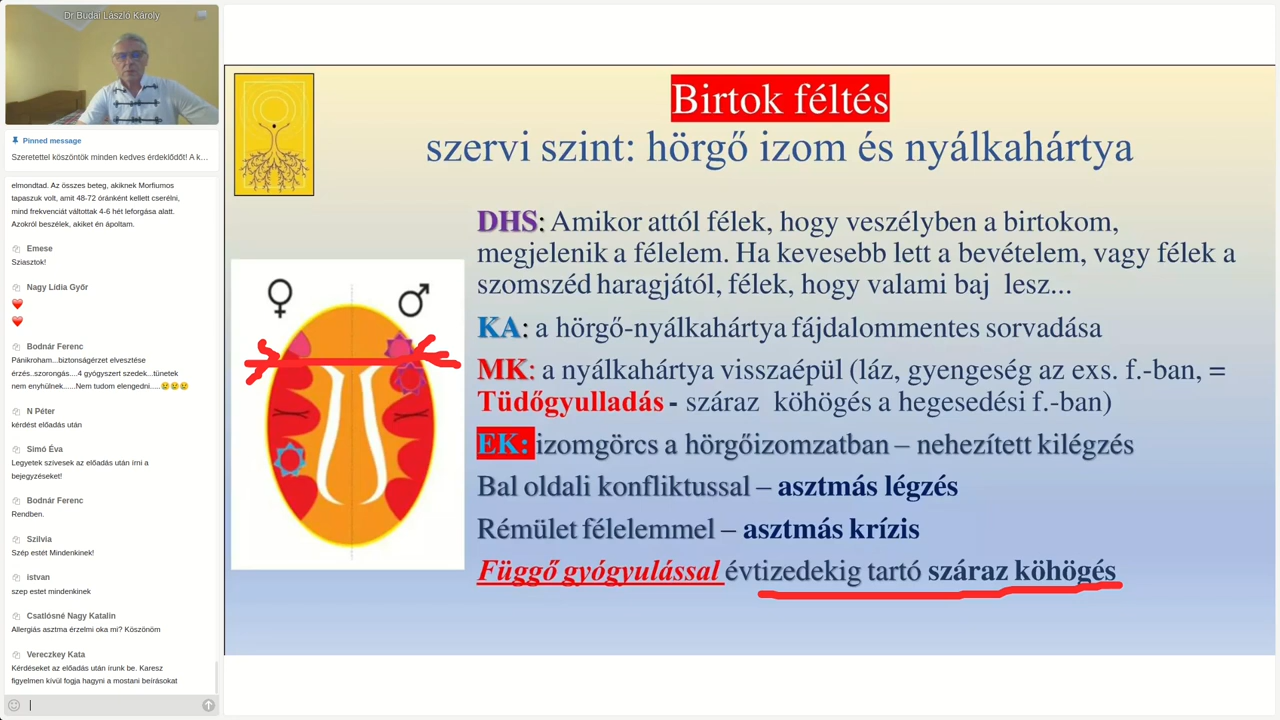 Dr Budai László Károly
Pinned message
Szeretettel köszöntök minden kedves érdeklődőt! A k...
elmondtad. Az összes beteg, akiknek Morfiumos
tapaszuk volt, amit 48-72 óránként kellett cserélni,
mind frekvenciát váltottak 4-6 hét leforgása alatt.
Azokról beszélek, akiket én ápoltam.
Emese
Sziasztok!
Nagy Lídia Győr
❤️
❤️
Bodnár Ferenc
Pánikroham...biztonságérzet elvesztése
érzés..szorongás....4 gyógyszert szedek...tünetek
nem enyhülnek......Nem tudom elengedni.....😥😥😥
N Péter
kérdést előadás után
Simó Éva
Legyetek szívesek az előadás után írni a
bejegyzéseket!
Bodnár Ferenc
Rendben.
Szilvia
Szép estét Mindenkinek!
istvan
szep estet mindenkinek
Csatlósné Nagy Katalin
Allergiás asztma érzelmi oka mi? Köszönöm
Vereczkey Kata
Kérdéseket az előadás után írunk be. Karesz
figyelmen kívül fogja hagyni a mostani beírásokat
Birtok féltés
szervi szint: hörgő izom és nyálkahártya
DHS: Amikor attól félek, hogy veszélyben a birtokom,
megjelenik a félelem. Ha kevesebb lett a bevételem, vagy félek a
szomszéd haragjától, félek, hogy valami baj lesz...
KA: a hörgő-nyálkahártya fájdalommentes sorvadása
MK: a nyálkahártya visszaépül (láz, gyengeség az exs. f.-ban, =
Tüdőgyulladás - száraz köhögés a hegesedési f.-ban)
EK: izomgörcs a hörgőizomzatban – nehezített kilégzés
Bal oldali konfliktussal – asztmás légzés
Rémület félelemmel – asztmás krízis
Függő gyógyulással évtizedekig tartó száraz köhögés
♀ ♂